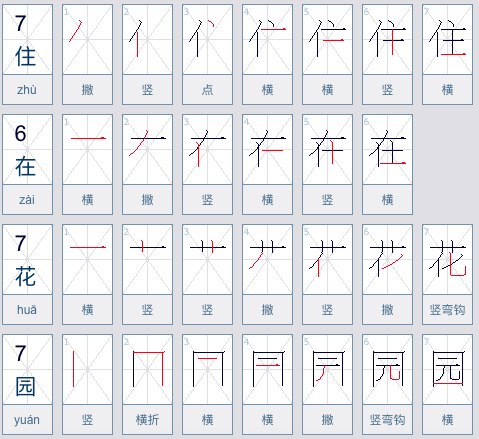 7 1 2 3 4 5 6 7
住
zhù 撇 竖 点 横 横 竖 横
6 1 2 3 4 5 6
在
zài 横 撇 竖 横 竖 横
7 1 2 3 4 5 6 7
花
huā 横 竖 竖 撇 竖 撇 竖弯钩
7 1 2 3 4 5 6 7
园
yuán 竖 横折 横 横 撇 竖弯钩 横